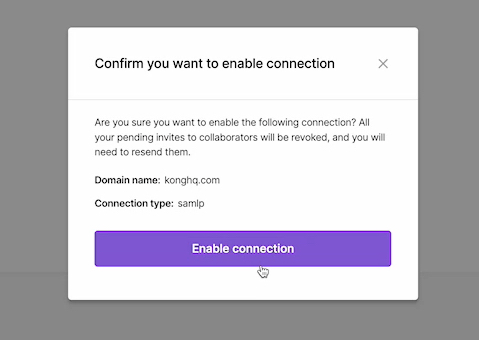 Confirm you want to enable connection
Are you sure you want to enable the following connection? All
your pending invites to collaborators will be revoked, and you will
need to resend them.
Domain name: konghq.com
Connection type: samlp
Enable connection